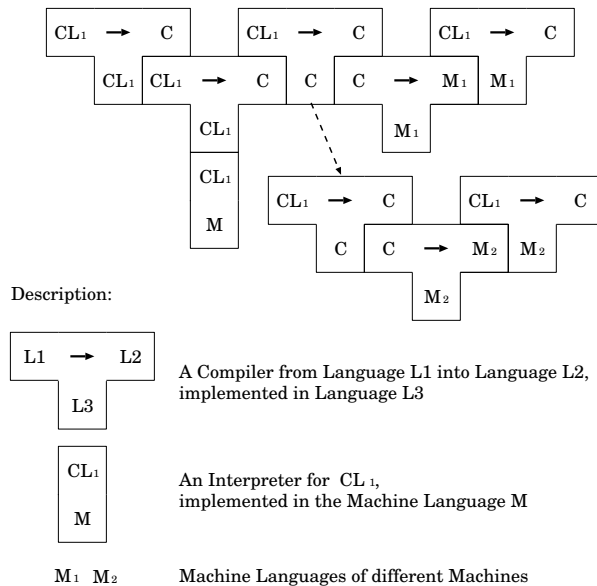 CL1 → C CL1 → C CL1 → C
CL1 CL1 → C C C → M1 M1
CL1 M1
CL1
M
CL1 → C CL1 → C
C C → M2 M2
M2
Description:
L1 → L2
L3
A Compiler from Language L1 into Language L2,
implemented in Language L3
CL1
M
An Interpreter for CL1,
implemented in the Machine Language M
M1 M2 Machine Languages of different Machines